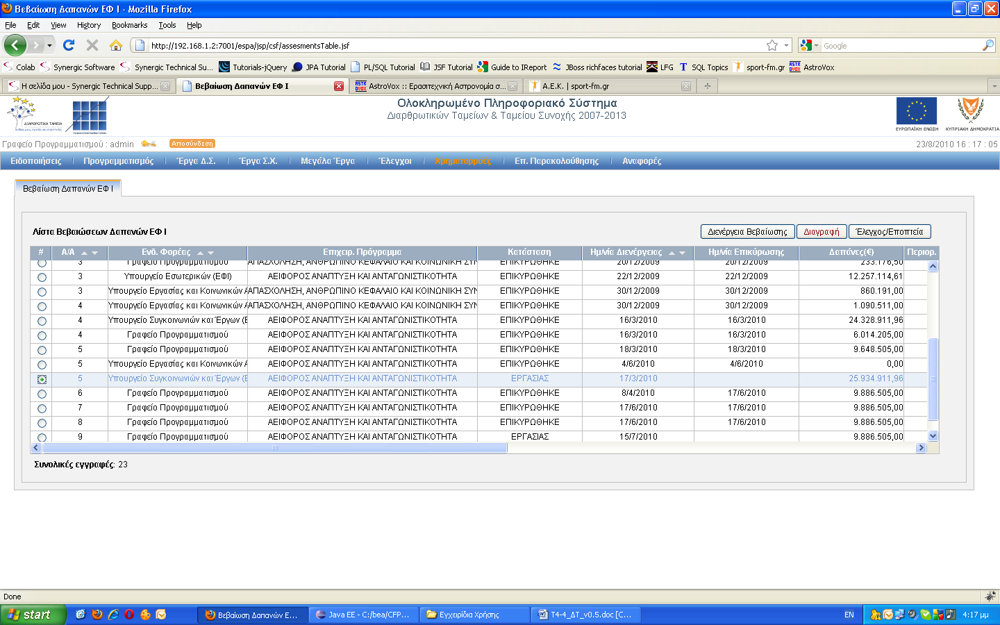 Βεβαίωση Δαπανών ΕΦ Ι - Mozilla Firefox
File Edit View History Bookmarks Tools Help
http://192.168.1.2:7001/espa/jsp/csf/assesmentsTable.jsf
Google
Colab Synergic Software Synergic Technical Su... Tutorials-jQuery JPA Tutorial PL/SQL Tutorial JSF Tutorial Guide to IReport JBoss richfaces tutorial LFG SQL Topics sport-fm.gr AstroVox
Η σελίδα μου - Synergic Technical Supp... Βεβαίωση Δαπανών ΕΦ Ι AstroVox :: Ερασιτεχνική Αστρονομία σ... Α.Ε.Κ. | sport-fm.gr
Ολοκληρωμένο Πληροφοριακό Σύστημα
Διαρθρωτικών Ταμείων & Ταμείου Συνοχής 2007-2013
ΔΙΑΡΘΡΩΤΙΚΑ ΤΑΜΕΙΑ
ΕΥΡΩΠΑΪΚΗ ΕΝΩΣΗ ΚΥΠΡΙΑΚΗ ΔΗΜΟΚΡΑΤΙΑ
Γραφείο Προγραμματισμού : admin Αποσύνδεση 23/8/2010 16 : 17 : 05
Ειδοποιήσεις Προγραμματισμός Έργα Δ.Σ. Έργα Σ.Χ. Μεγάλα Έργα Έλεγχοι Χρηματορροές Επ. Παρακολούθησης Αναφορές
Βεβαίωση Δαπανών ΕΦ Ι
Λίστα Βεβαιώσεων Δαπανών ΕΦ Ι Διενέργεια Βεβαίωσης Διαγραφή Έλεγχος/Εποπτεία
# Α/Α Ενδ. Φορέας Επιχειρ. Πρόγραμμα Κατάσταση Ημ/νία Διενέργειας Ημ/νία Επικύρωσης Δαπάνες(€) Περιορ.
3 Γραφείο Προγραμματισμού ΑΠΑΣΧΟΛΗΣΗ, ΑΝΘΡΩΠΙΝΟ ΚΕΦΑΛΑΙΟ ΚΑΙ ΚΟΙΝΩΝΙΚΗ ΣΥΝ ΕΠΙΚΥΡΩΘΗΚΕ 20/12/2009 20/12/2009 233.176,50
3 Υπουργείο Εσωτερικών (ΕΦΙ) ΑΕΙΦΟΡΟΣ ΑΝΑΠΤΥΞΗ ΚΑΙ ΑΝΤΑΓΩΝΙΣΤΙΚΟΤΗΤΑ ΕΠΙΚΥΡΩΘΗΚΕ 22/12/2009 22/12/2009 12.257.114,61
3 Υπουργείο Εργασίας και Κοινωνικών Α ΑΠΑΣΧΟΛΗΣΗ, ΑΝΘΡΩΠΙΝΟ ΚΕΦΑΛΑΙΟ ΚΑΙ ΚΟΙΝΩΝΙΚΗ ΣΥΝ ΕΠΙΚΥΡΩΘΗΚΕ 30/12/2009 30/12/2009 860.191,00
4 Υπουργείο Εργασίας και Κοινωνικών Α ΑΠΑΣΧΟΛΗΣΗ, ΑΝΘΡΩΠΙΝΟ ΚΕΦΑΛΑΙΟ ΚΑΙ ΚΟΙΝΩΝΙΚΗ ΣΥΝ ΕΠΙΚΥΡΩΘΗΚΕ 30/12/2009 30/12/2009 1.090.511,00
4 Υπουργείο Συγκοινωνιών και Έργων (Ε ΑΕΙΦΟΡΟΣ ΑΝΑΠΤΥΞΗ ΚΑΙ ΑΝΤΑΓΩΝΙΣΤΙΚΟΤΗΤΑ ΕΠΙΚΥΡΩΘΗΚΕ 16/3/2010 16/3/2010 24.328.911,96
4 Γραφείο Προγραμματισμού ΑΕΙΦΟΡΟΣ ΑΝΑΠΤΥΞΗ ΚΑΙ ΑΝΤΑΓΩΝΙΣΤΙΚΟΤΗΤΑ ΕΠΙΚΥΡΩΘΗΚΕ 16/3/2010 16/3/2010 6.014.205,00
5 Γραφείο Προγραμματισμού ΑΕΙΦΟΡΟΣ ΑΝΑΠΤΥΞΗ ΚΑΙ ΑΝΤΑΓΩΝΙΣΤΙΚΟΤΗΤΑ ΕΠΙΚΥΡΩΘΗΚΕ 18/3/2010 18/3/2010 9.648.505,00
5 Υπουργείο Εργασίας και Κοινωνικών Α ΑΕΙΦΟΡΟΣ ΑΝΑΠΤΥΞΗ ΚΑΙ ΑΝΤΑΓΩΝΙΣΤΙΚΟΤΗΤΑ ΕΠΙΚΥΡΩΘΗΚΕ 4/6/2010 4/6/2010 0,00
5 Υπουργείο Συγκοινωνιών και Έργων (Ε ΑΕΙΦΟΡΟΣ ΑΝΑΠΤΥΞΗ ΚΑΙ ΑΝΤΑΓΩΝΙΣΤΙΚΟΤΗΤΑ ΕΡΓΑΣΙΑΣ 17/3/2010 25.934.911,96
6 Γραφείο Προγραμματισμού ΑΕΙΦΟΡΟΣ ΑΝΑΠΤΥΞΗ ΚΑΙ ΑΝΤΑΓΩΝΙΣΤΙΚΟΤΗΤΑ ΕΠΙΚΥΡΩΘΗΚΕ 8/4/2010 17/6/2010 9.886.505,00
7 Γραφείο Προγραμματισμού ΑΕΙΦΟΡΟΣ ΑΝΑΠΤΥΞΗ ΚΑΙ ΑΝΤΑΓΩΝΙΣΤΙΚΟΤΗΤΑ ΕΠΙΚΥΡΩΘΗΚΕ 17/6/2010 17/6/2010 9.886.505,00
8 Γραφείο Προγραμματισμού ΑΕΙΦΟΡΟΣ ΑΝΑΠΤΥΞΗ ΚΑΙ ΑΝΤΑΓΩΝΙΣΤΙΚΟΤΗΤΑ ΕΠΙΚΥΡΩΘΗΚΕ 17/6/2010 17/6/2010 9.886.505,00
9 Γραφείο Προγραμματισμού ΑΕΙΦΟΡΟΣ ΑΝΑΠΤΥΞΗ ΚΑΙ ΑΝΤΑΓΩΝΙΣΤΙΚΟΤΗΤΑ ΕΡΓΑΣΙΑΣ 15/7/2010 9.886.505,00
Συνολικές εγγραφές: 23
Done
start Βεβαίωση Δαπανών Ε... Java EE - C:/bea/CFP... Εγχειρίδια Χρήσης T4-4_ΔΤ_v0.5.doc [C... EN 4:17 μμ